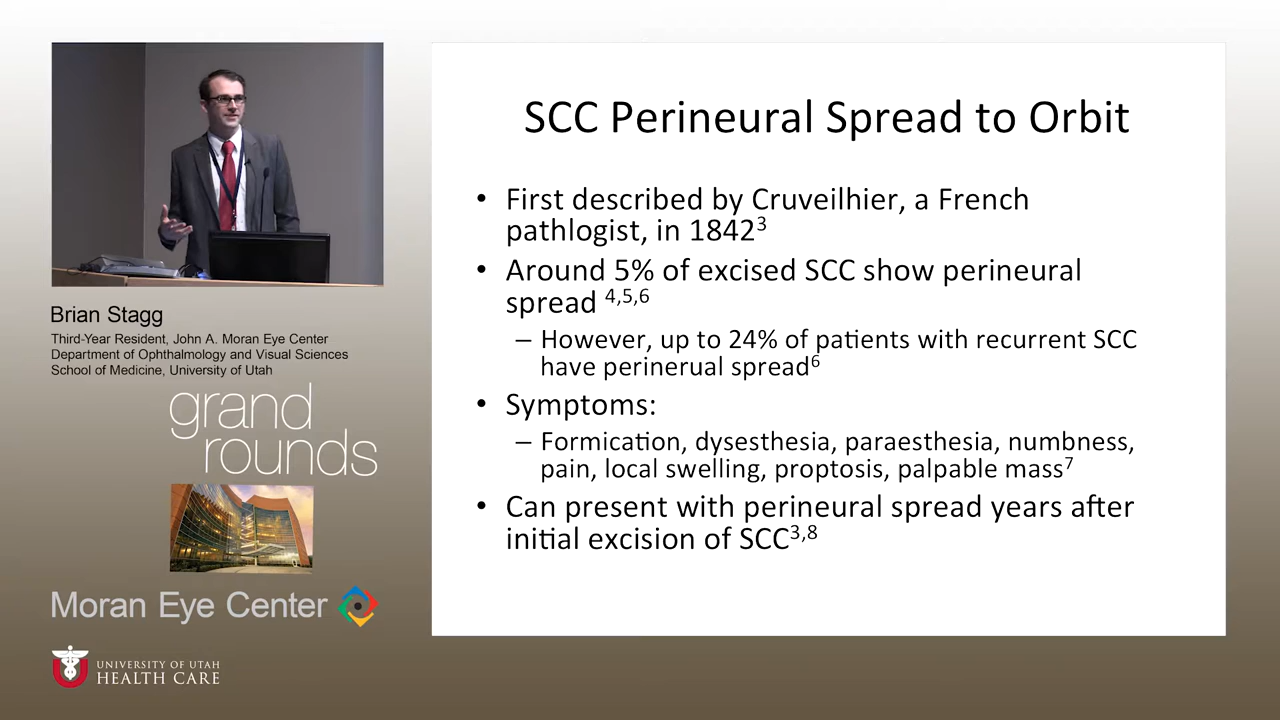 SCC Perineural Spread to Orbit
• First described by Cruveilhier, a French
pathlogist, in 1842³
• Around 5% of excised SCC show perineural
spread ⁴,⁵,⁶
– However, up to 24% of patients with recurrent SCC
have perinerual spread⁶
• Symptoms:
– Formication, dysesthesia, paraesthesia, numbness,
pain, local swelling, proptosis, palpable mass⁷
• Can present with perineural spread years after
initial excision of SCC³,⁸
Brian Stagg
Third-Year Resident, John A. Moran Eye Center
Department of Ophthalmology and Visual Sciences
School of Medicine, University of Utah
grand
rounds
Moran Eye Center
UNIVERSITY OF UTAH
HEALTH CARE